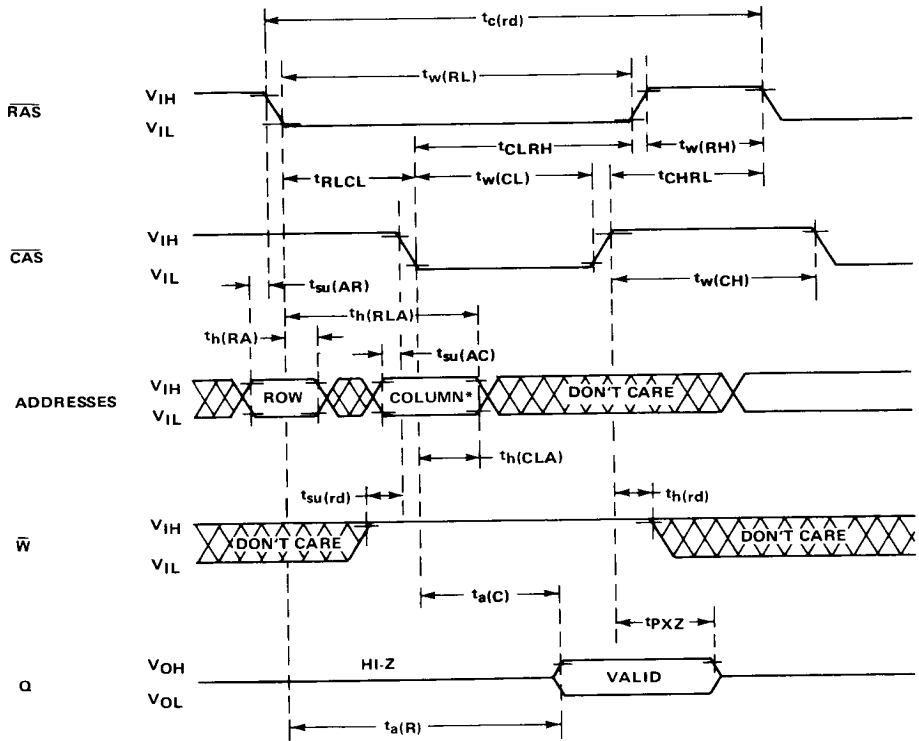 tc(rd)
tw(RL)
RAS
VIH
VIL
tCLRH
tw(RH)
tRLCL
tw(CL)
tCHRL
CAS
VIH
VIL
tsu(AR)
tw(CH)
th(RLA)
th(RA)
tsu(AC)
ADDRESSES
VIH
VIL
ROW
COLUMN*
DON'T CARE
th(CLA)
tsu(rd)
th(rd)
W
VIH
VIL
DON'T CARE
DON'T CARE
ta(C)
tPXZ
Q
VOH
VOL
HI-Z
VALID
ta(R)